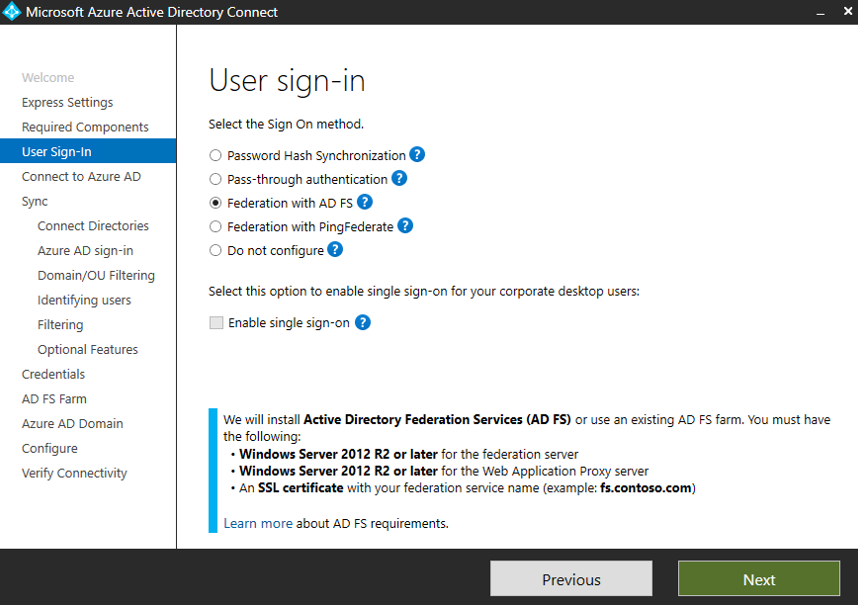 Microsoft Azure Active Directory Connect
Welcome
Express Settings
Required Components
User Sign-In
Connect to Azure AD
Sync
Connect Directories
Azure AD sign-in
Domain/OU Filtering
Identifying users
Filtering
Optional Features
Credentials
AD FS Farm
Azure AD Domain
Configure
Verify Connectivity
User sign-in
Select the Sign On method.
Password Hash Synchronization ?
Pass-through authentication ?
Federation with AD FS ?
Federation with PingFederate ?
Do not configure ?
Select this option to enable single sign-on for your corporate desktop users:
Enable single sign-on ?
We will install Active Directory Federation Services (AD FS) or use an existing AD FS farm. You must have
the following:
• Windows Server 2012 R2 or later for the federation server
• Windows Server 2012 R2 or later for the Web Application Proxy server
• An SSL certificate with your federation service name (example: fs.contoso.com)
Learn more about AD FS requirements.
Previous
Next